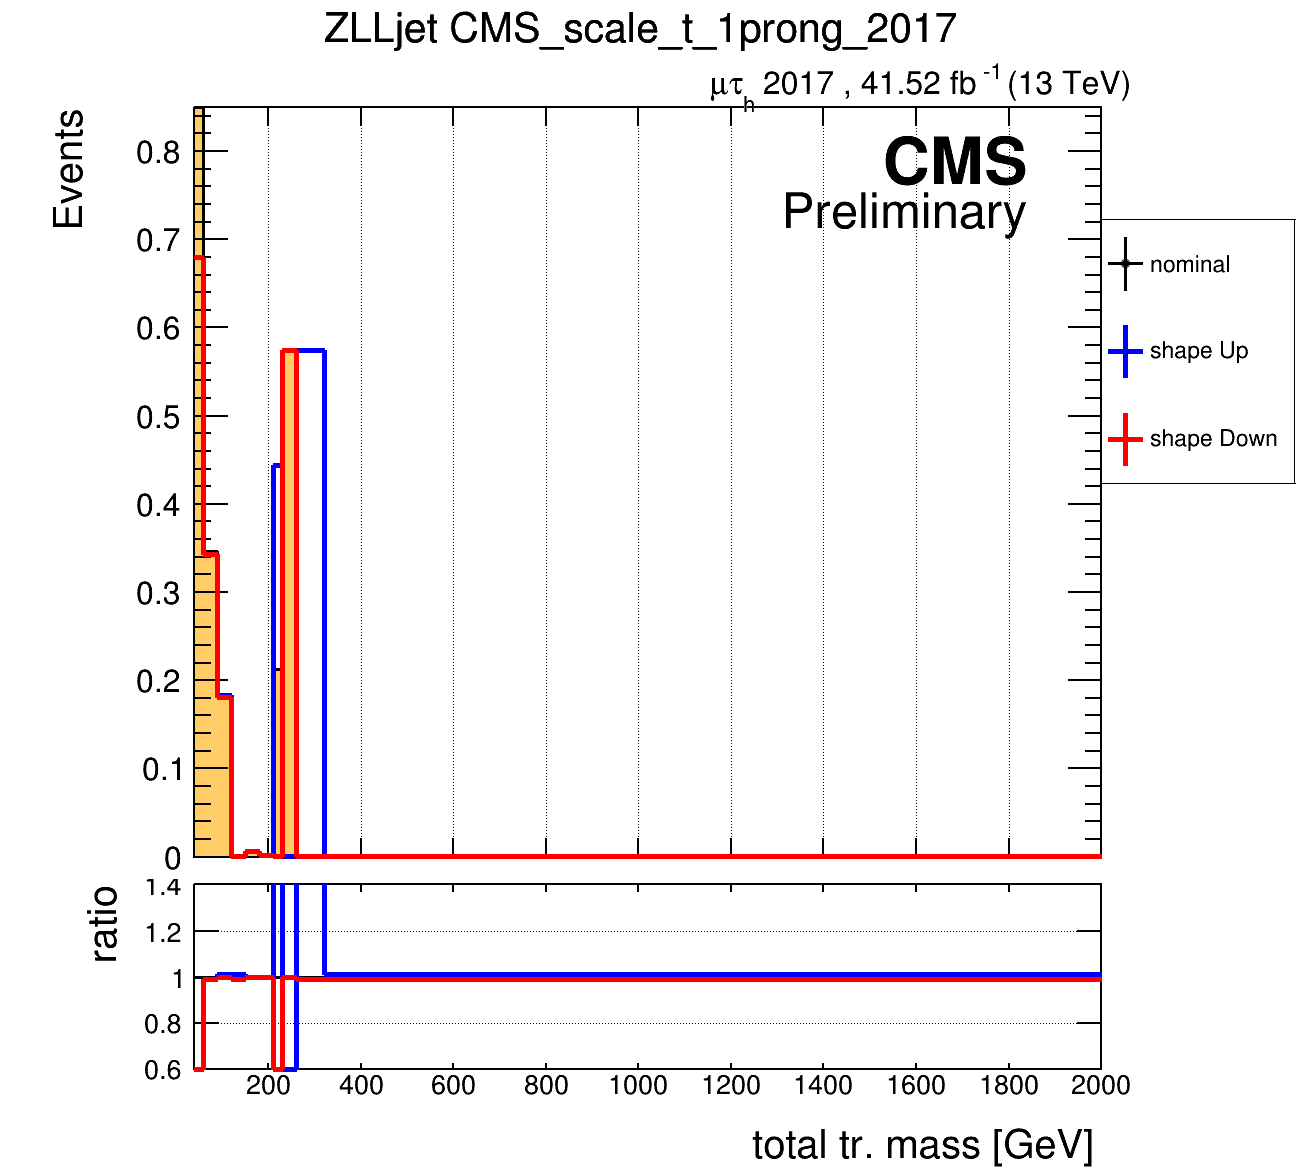 ZLLjet CMS_scale_t_1prong_2017
μτh 2017 , 41.52 fb-1 (13 TeV)
Events
CMS
Preliminary
0.8
0.7
0.6
0.5
0.4
0.3
0.2
0.1
0
nominal
shape Up
shape Down
ratio
1.4
1.2
1
0.8
0.6
200 400 600 800 1000 1200 1400 1600 1800 2000
total tr. mass [GeV]